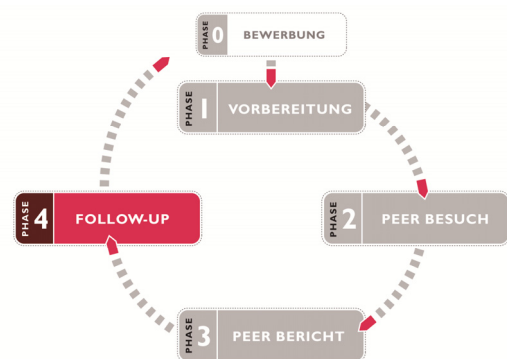 PHASE 0 BEWERBUNG
PHASE 1 VORBEREITUNG
PHASE 2 PEER BESUCH
PHASE 3 PEER BERICHT
PHASE 4 FOLLOW-UP